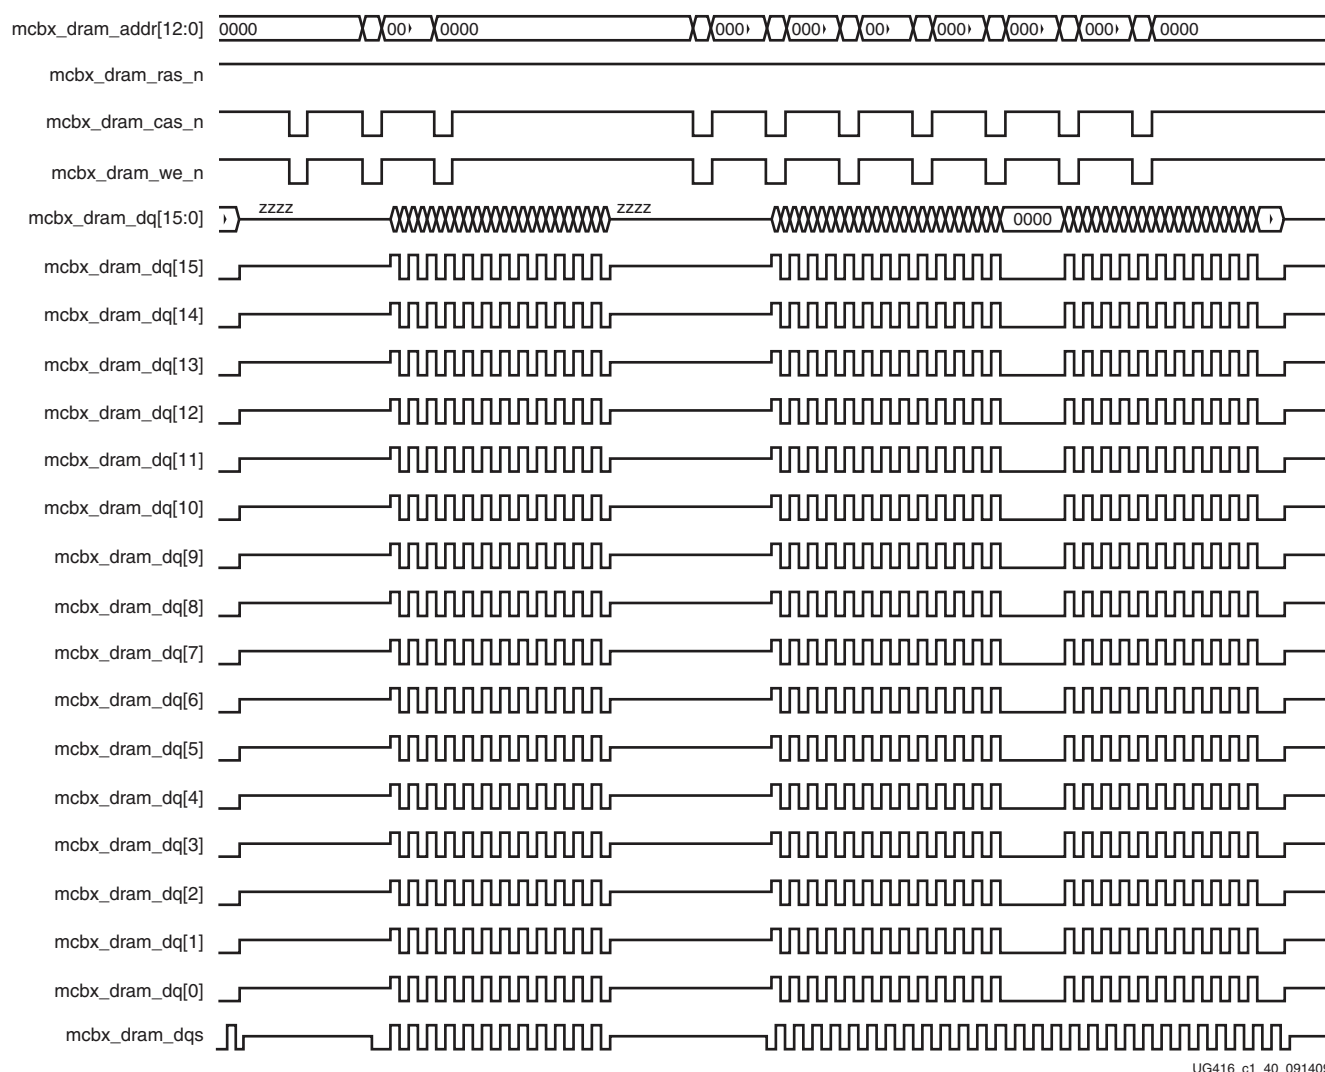 mcbx_dram_addr[12:0] 0000 00 0000 000 000 00 000 000 000 0000
mcbx_dram_ras_n
mcbx_dram_cas_n
mcbx_dram_we_n
mcbx_dram_dq[15:0] zzzz zzzz 0000
mcbx_dram_dq[15]
mcbx_dram_dq[14]
mcbx_dram_dq[13]
mcbx_dram_dq[12]
mcbx_dram_dq[11]
mcbx_dram_dq[10]
mcbx_dram_dq[9]
mcbx_dram_dq[8]
mcbx_dram_dq[7]
mcbx_dram_dq[6]
mcbx_dram_dq[5]
mcbx_dram_dq[4]
mcbx_dram_dq[3]
mcbx_dram_dq[2]
mcbx_dram_dq[1]
mcbx_dram_dq[0]
mcbx_dram_dqs
UG416_c1_40_091409